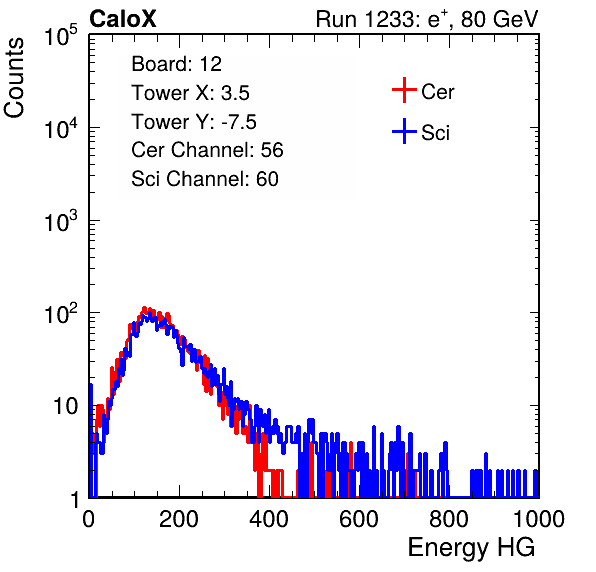 CaloX Run 1233: e⁺, 80 GeV
Counts
Board: 12
Tower X: 3.5
Tower Y: -7.5
Cer Channel: 56
Sci Channel: 60
Cer
Sci
10⁵
10⁴
10³
10²
10
1
0 200 400 600 800 1000
Energy HG